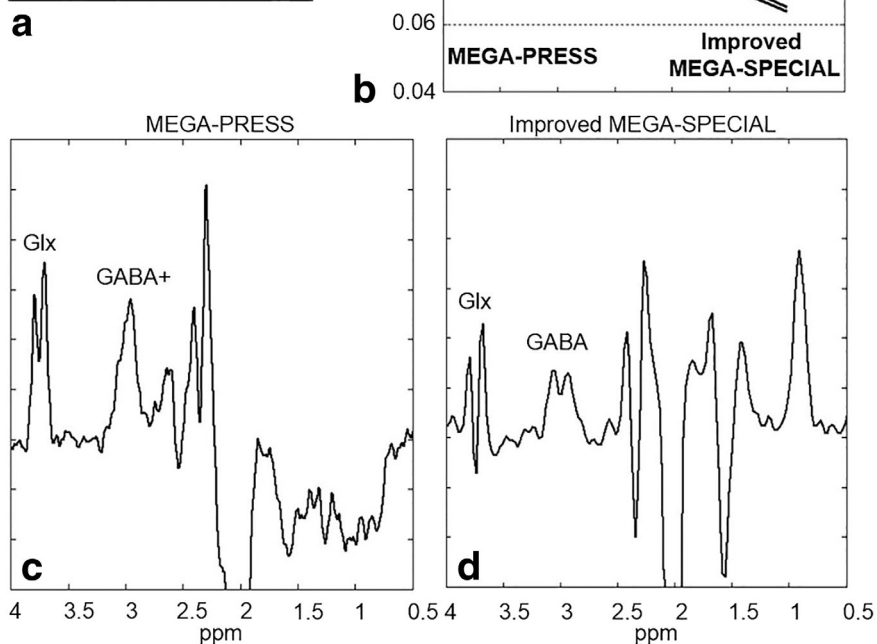 a
0.06
MEGA-PRESS
Improved
MEGA-SPECIAL
b
0.04
MEGA-PRESS
Improved MEGA-SPECIAL
Glx
GABA+
Glx
GABA
c
d
4 3.5 3 2.5 2 1.5 1 0.5
ppm
4 3.5 3 2.5 2 1.5 1 0.5
ppm